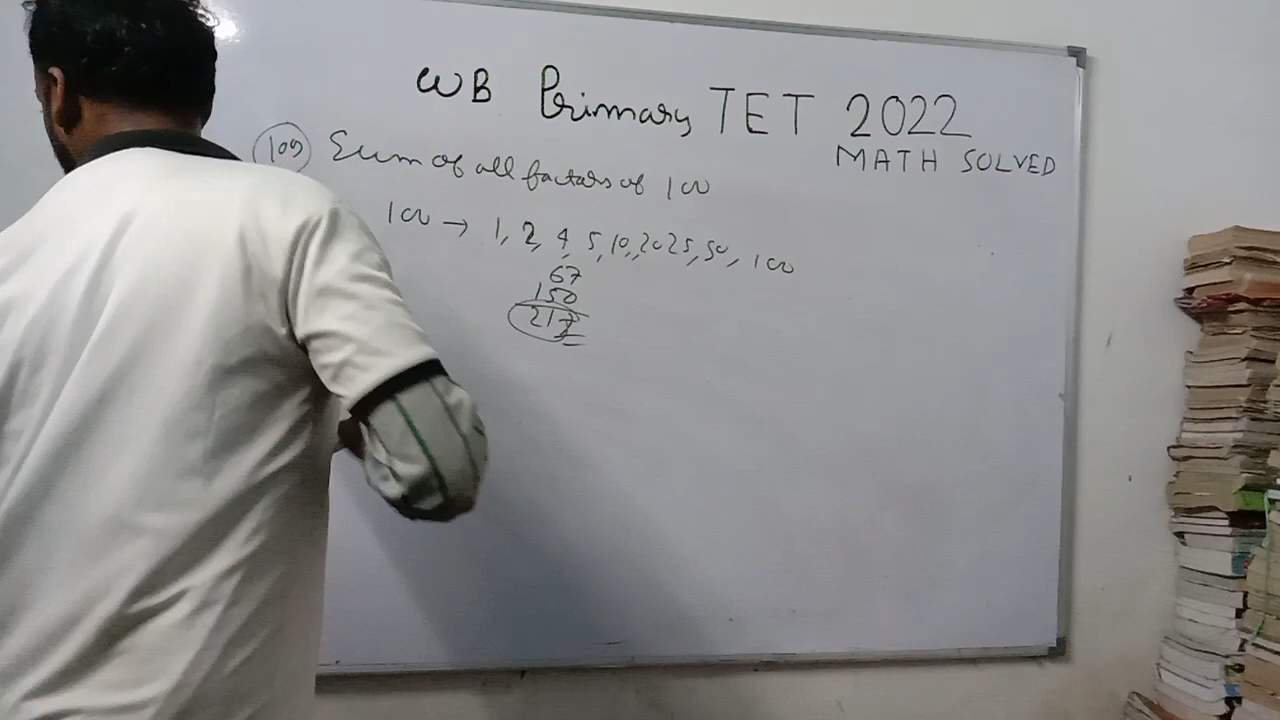 WB Primary TET 2022
MATH SOLVED
109 Sum of all factors of 100
100 → 1, 2, 4, 5, 10, 20 25, 50, 100
67
150
217